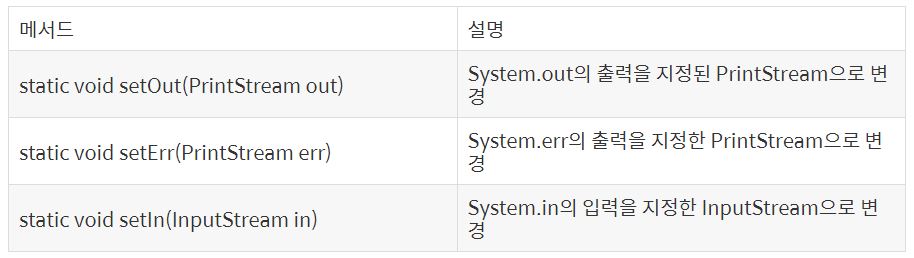 메서드 설명
static void setOut(PrintStream out) System.out의 출력을 지정된 PrintStream으로 변
경
static void setErr(PrintStream err) System.err의 출력을 지정한 PrintStream으로 변
경
static void setIn(InputStream in) System.in의 입력을 지정한 InputStream으로 변
경